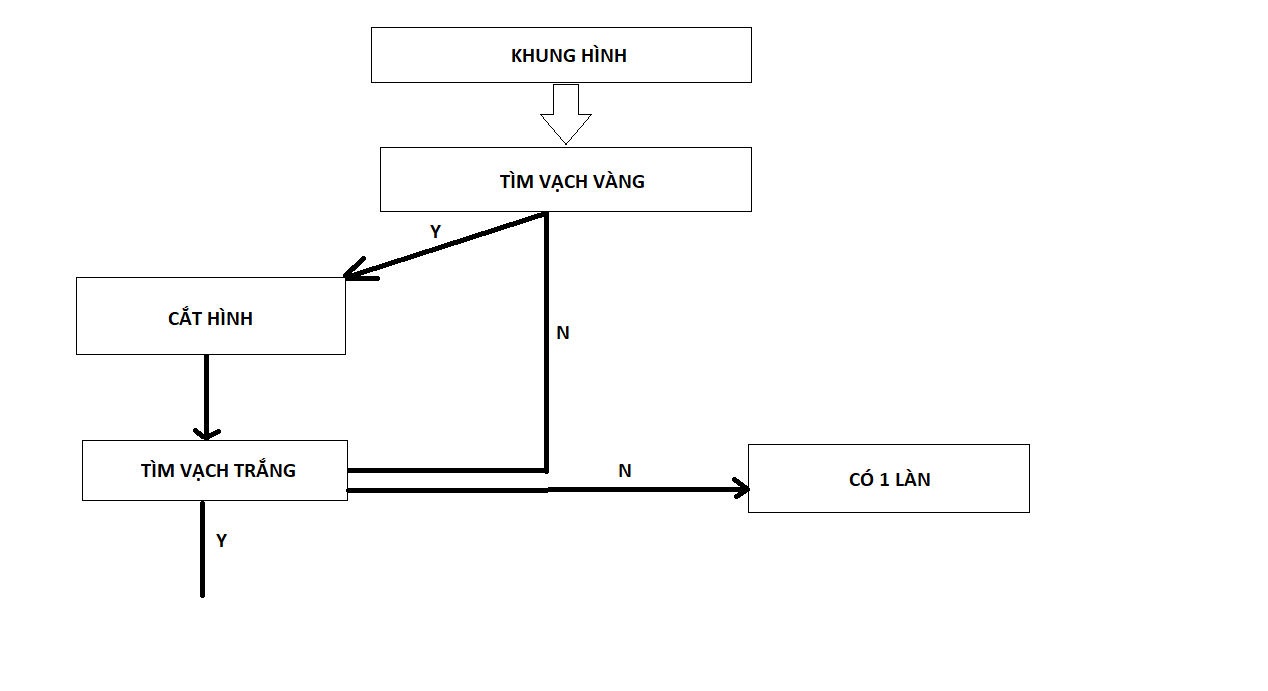 KHUNG HÌNH
TÌM VẠCH VÀNG
Y
CẮT HÌNH
N
TÌM VẠCH TRẮNG
N
CÓ 1 LÀN
Y